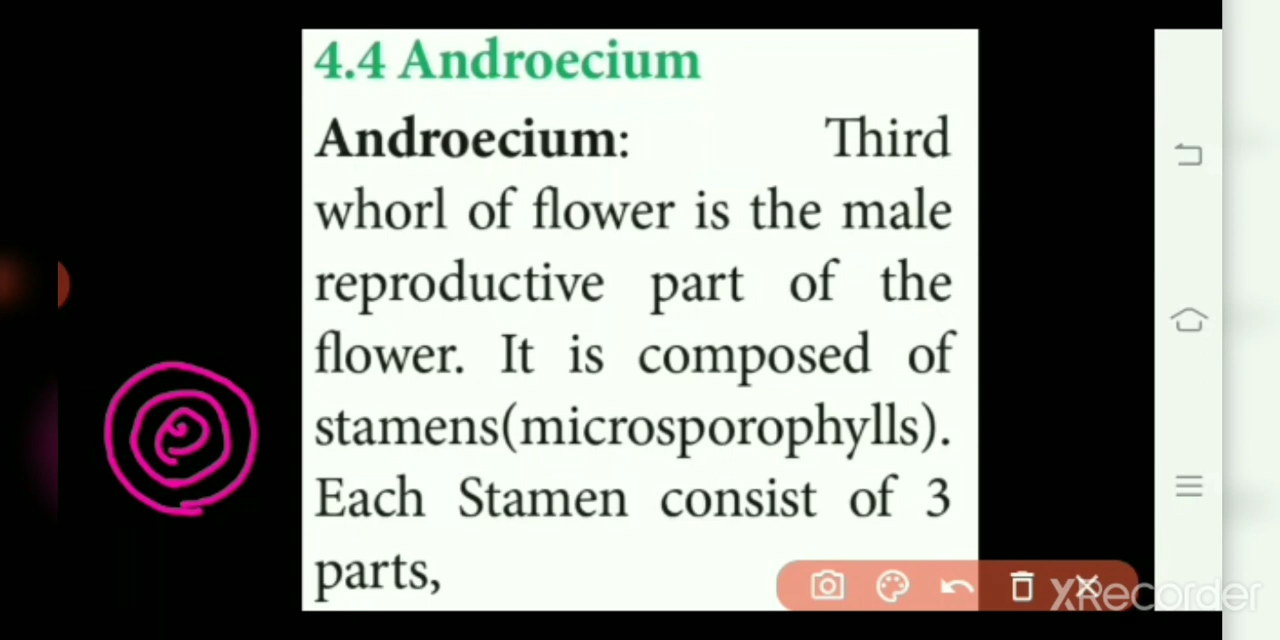 4.4 Androecium
Androecium: Third
whorl of flower is the male
reproductive part of the
flower. It is composed of
stamens(microsporophylls).
Each Stamen consist of 3
parts,
XRecorder